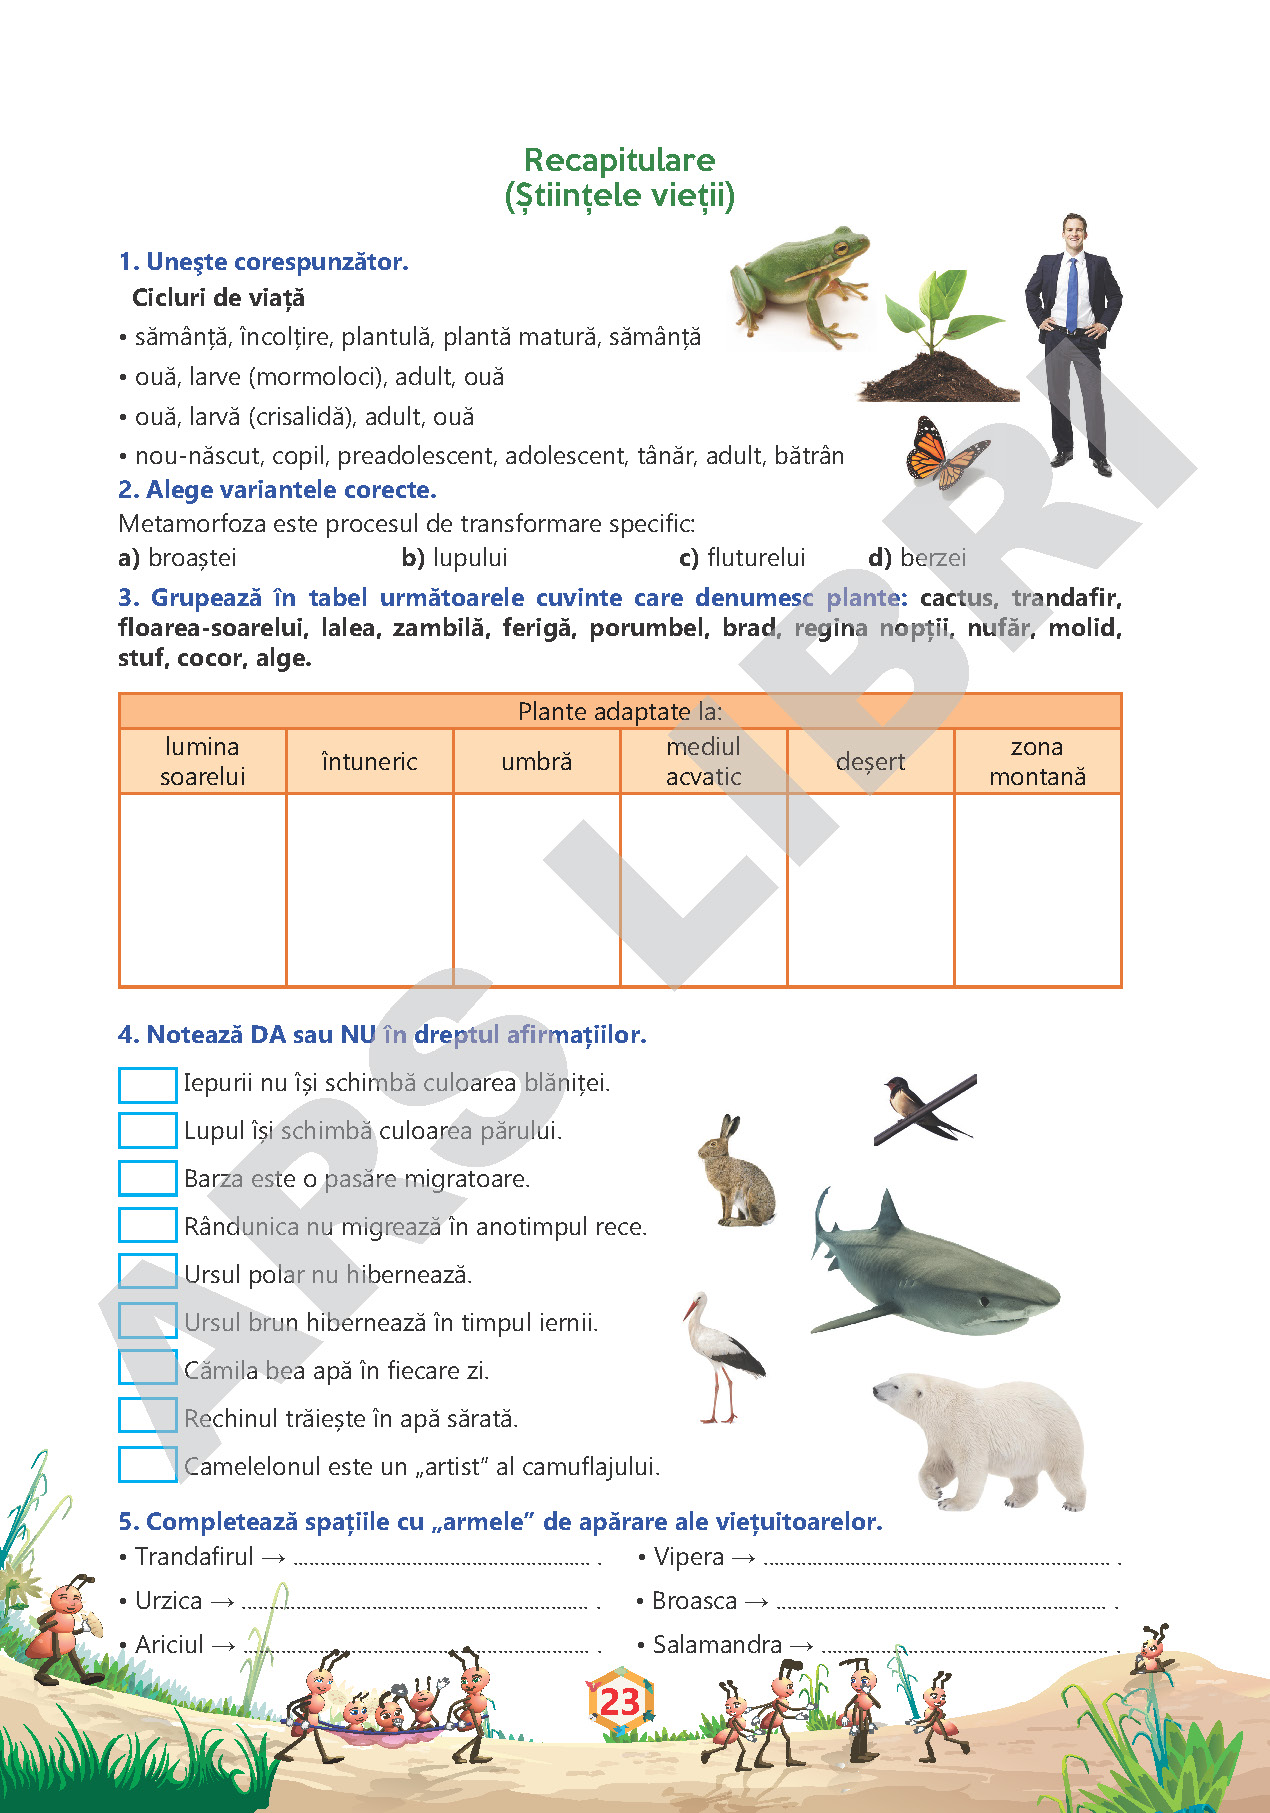 Recapitulare
(Științele vieții)
1. Uneşte corespunzător.
Cicluri de viață
• sămânță, încolțire, plantulă, plantă matură, sămânță
• ouă, larve (mormoloci), adult, ouă
• ouă, larvă (crisalidă), adult, ouă
• nou-născut, copil, preadolescent, adolescent, tânăr, adult, bătrân
2. Alege variantele corecte.
Metamorfoza este procesul de transformare specific:
a) broaștei b) lupului c) fluturelui d) berzei
3. Grupează în tabel următoarele cuvinte care denumesc plante: cactus, trandafir,
floarea-soarelui, lalea, zambilă, ferigă, porumbel, brad, regina nopții, nufăr, molid,
stuf, cocor, alge.
Plante adaptate la:
lumina
soarelui
întuneric
umbră
mediul
acvatic
deșert
zona
montană
4. Notează DA sau NU în dreptul afirmațiilor.
Iepurii nu își schimbă culoarea blăniței.
Lupul își schimbă culoarea părului.
Barza este o pasăre migratoare.
Rândunica nu migrează în anotimpul rece.
Ursul polar nu hibernează.
Ursul brun hibernează în timpul iernii.
Cămila bea apă în fiecare zi.
Rechinul trăiește în apă sărată.
Camelelonul este un „artist” al camuflajului.
5. Completează spațiile cu „armele” de apărare ale viețuitoarelor.
• Trandafirul → ........................................................ . • Vipera → ................................................................. .
• Urzica → ................................................................. . • Broasca → .............................................................. .
• Ariciul → ................................................................. . • Salamandra → ...................................................... .
23
ARS LIBRI